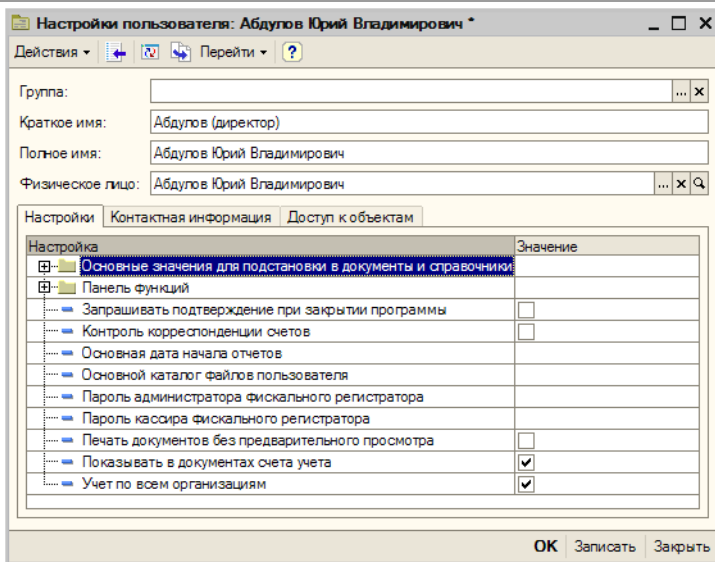 Настройки пользователя: Абдулов Юрий Владимирович *
Действия Перейти ?
Группа: ... x
Краткое имя: Абдулов (директор)
Полное имя: Абдулов Юрий Владимирович
Физическое лицо: Абдулов Юрий Владимирович ... x
Настройки Контактная информация Доступ к объектам
Настройка Значение
Основные значения для подстановки в документы и справочники
Панель функций
Запрашивать подтверждение при закрытии программы
Контроль корреспонденции счетов
Основная дата начала отчетов
Основной каталог файлов пользователя
Пароль администратора фискального регистратора
Пароль кассира фискального регистратора
Печать документов без предварительного просмотра
Показывать в документах счета учета
Учет по всем организациям
OK Записать Закрыть